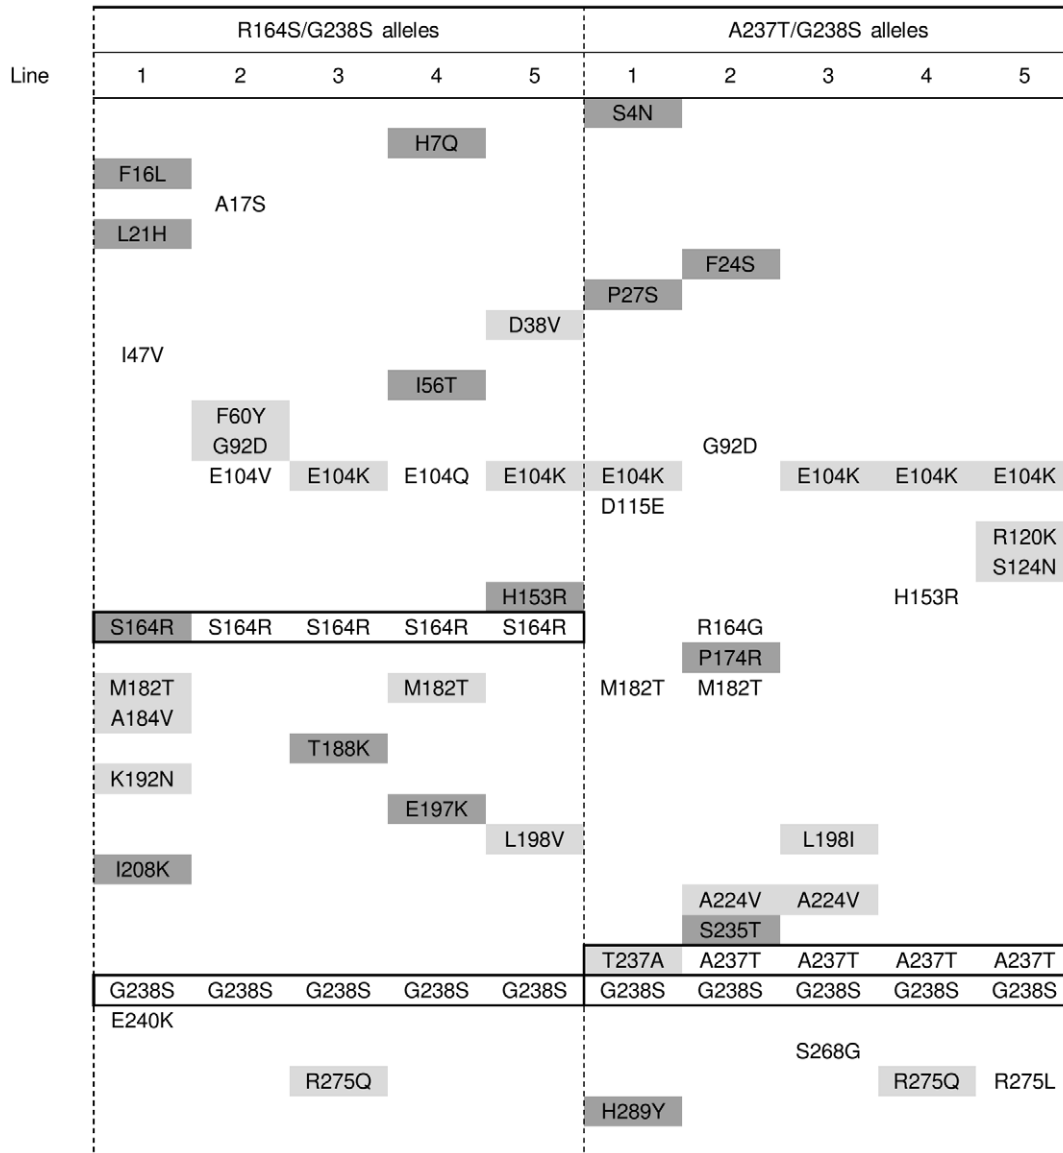 R164S/G238S alleles A237T/G238S alleles
Line 1 2 3 4 5 1 2 3 4 5
S4N
H7Q
F16L
A17S
L21H
F24S
P27S
D38V
I47V
I56T
F60Y
G92D G92D
E104V E104K E104Q E104K E104K E104K E104K E104K
D115E
R120K
S124N
H153R H153R
S164R S164R S164R S164R S164R R164G
P174R
M182T M182T M182T M182T
A184V
T188K
K192N
E197K
L198V L198I
I208K
A224V A224V
S235T
T237A A237T A237T A237T A237T
G238S G238S G238S G238S G238S G238S G238S G238S G238S G238S
E240K
S268G
R275Q R275Q R275L
H289Y